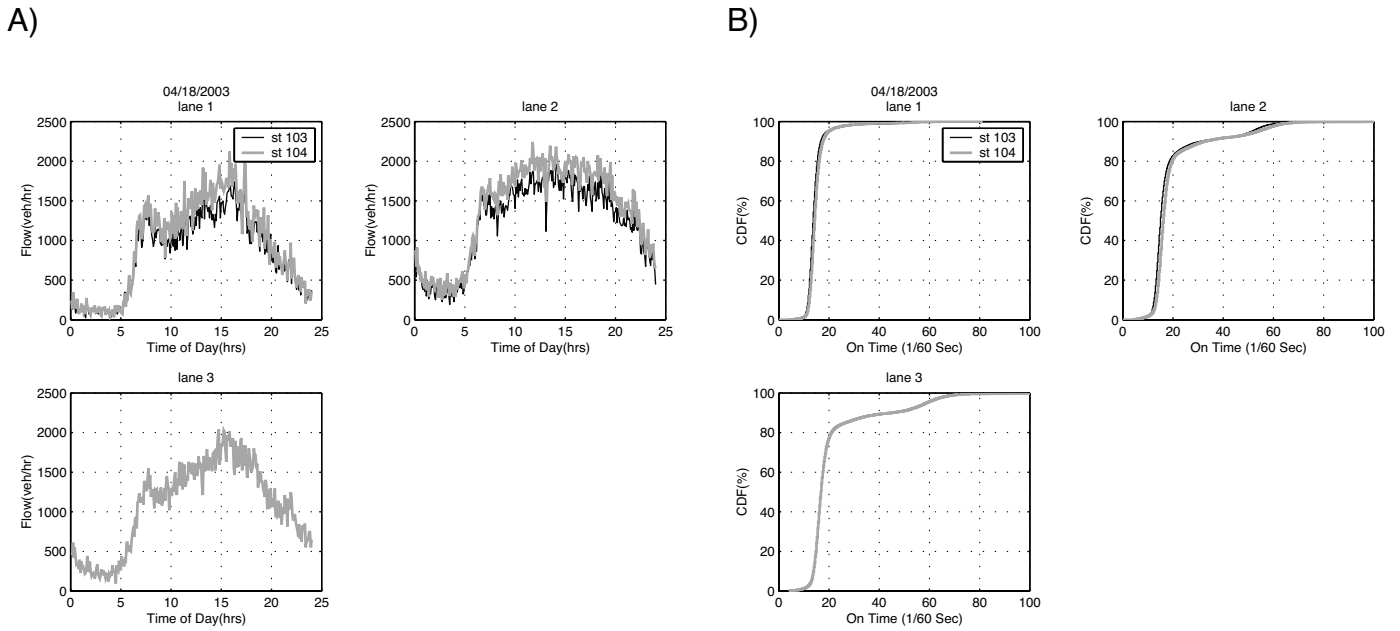 A)
04/18/2003
lane 1
2500
2000
1500
1000
500
0
Flow(veh/hr)
st 103
st 104
0 5 10 15 20 25
Time of Day(hrs)
lane 2
2500
2000
1500
1000
500
0
Flow(veh/hr)
0 5 10 15 20 25
Time of Day(hrs)
lane 3
2500
2000
1500
1000
500
0
Flow(veh/hr)
0 5 10 15 20 25
Time of Day(hrs)
B)
04/18/2003
lane 1
100
80
60
40
20
0
CDF(%)
st 103
st 104
0 20 40 60 80 100
On Time (1/60 Sec)
lane 2
100
80
60
40
20
0
CDF(%)
0 20 40 60 80 100
On Time (1/60 Sec)
lane 3
100
80
60
40
20
0
CDF(%)
0 20 40 60 80 100
On Time (1/60 Sec)